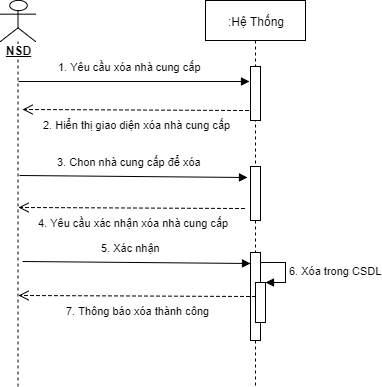 :Hệ Thống
NSD
1. Yêu cầu xóa nhà cung cấp
2. Hiển thị giao diện xóa nhà cung cấp
3. Chon nhà cung cấp để xóa
4. Yêu cầu xác nhận xóa nhà cung cấp
5. Xác nhận
6. Xóa trong CSDL
7. Thông báo xóa thành công